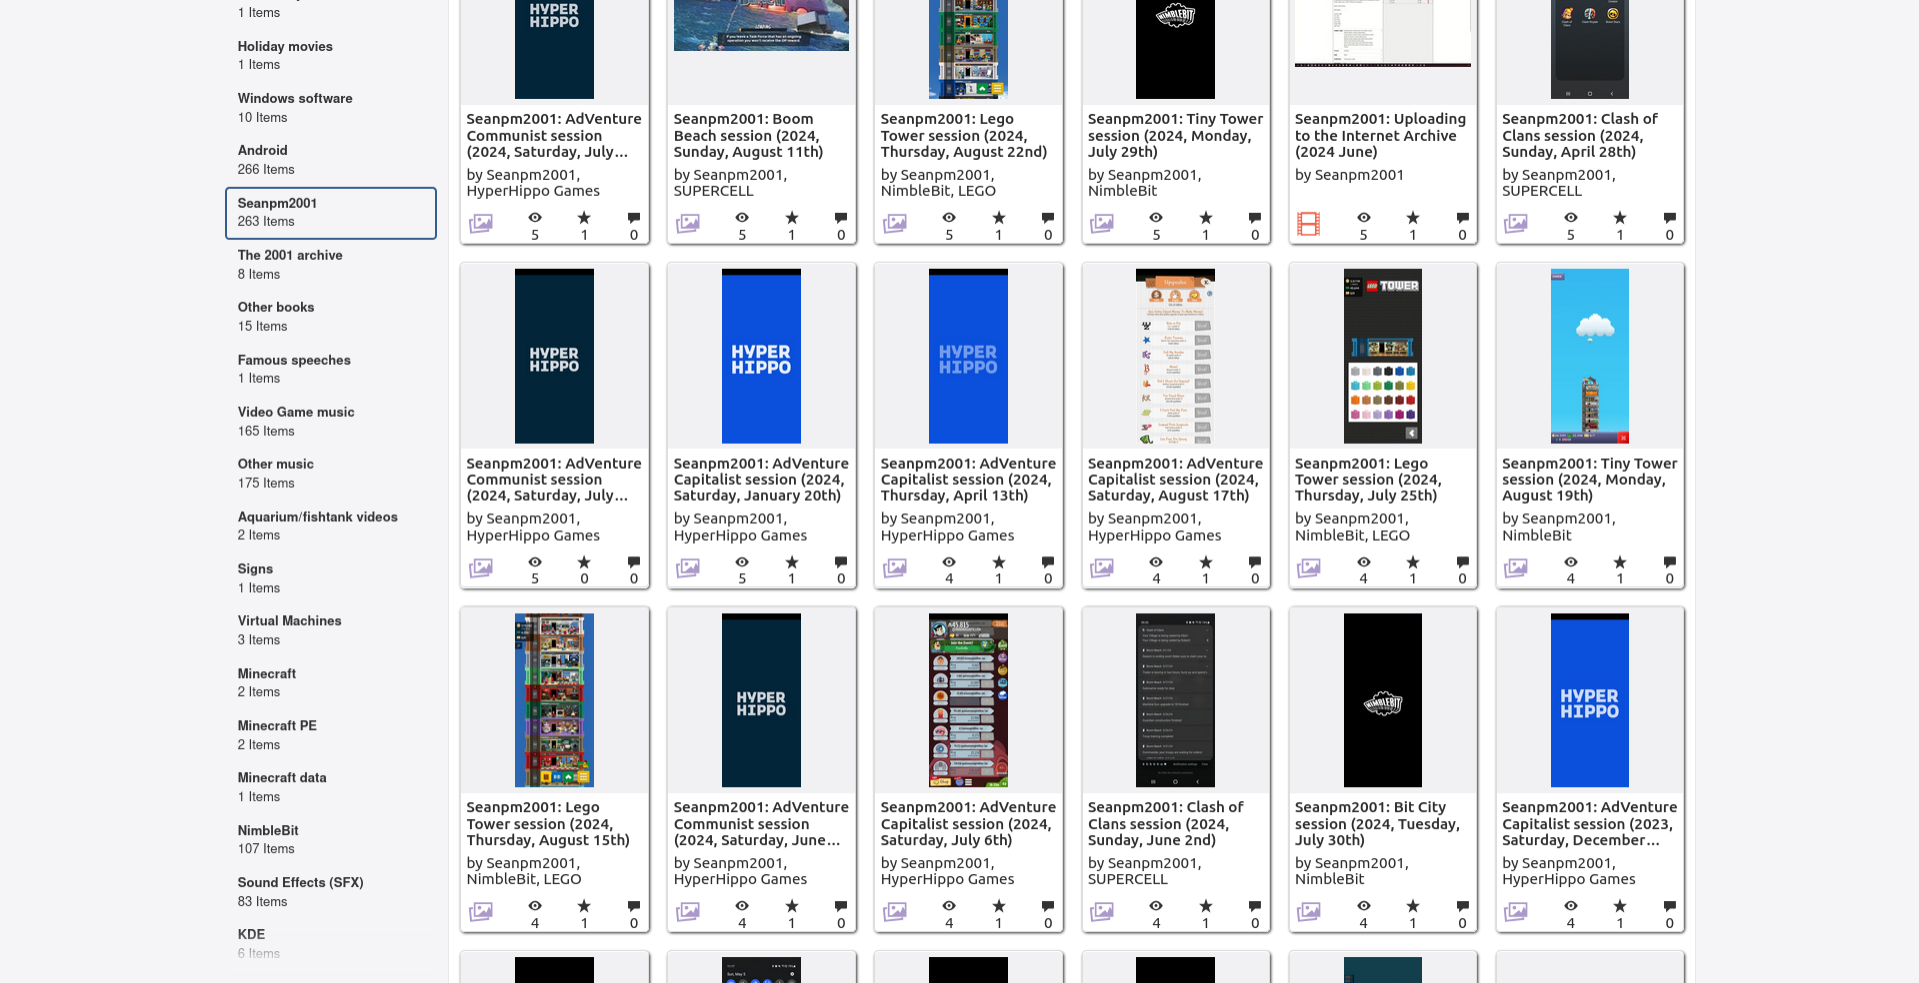 1 Items
Holiday movies
1 Items
Windows software
10 Items
Android
266 Items
Seanpm2001
263 Items
The 2001 archive
8 Items
Other books
15 Items
Famous speeches
1 Items
Video Game music
165 Items
Other music
175 Items
Aquarium/fishtank videos
2 Items
Signs
1 Items
Virtual Machines
3 Items
Minecraft
2 Items
Minecraft PE
2 Items
Minecraft data
1 Items
NimbleBit
107 Items
Sound Effects (SFX)
83 Items
KDE
6 Items
HYPER
HIPPO
Seanpm2001: AdVenture
Communist session
(2024, Saturday, July...
by Seanpm2001,
HyperHippo Games
5 1 0
Seanpm2001: Boom
Beach session (2024,
Sunday, August 11th)
by Seanpm2001,
SUPERCELL
5 1 0
Seanpm2001: Lego
Tower session (2024,
Thursday, August 22nd)
by Seanpm2001,
NimbleBit, LEGO
5 1 0
NIMBLEBIT
Seanpm2001: Tiny Tower
session (2024, Monday,
July 29th)
by Seanpm2001,
NimbleBit
5 1 0
Seanpm2001: Uploading
to the Internet Archive
(2024 June)
by Seanpm2001
5 1 0
Seanpm2001: Clash of
Clans session (2024,
Sunday, April 28th)
by Seanpm2001,
SUPERCELL
5 1 0
HYPER
HIPPO
Seanpm2001: AdVenture
Communist session
(2024, Saturday, July...
by Seanpm2001,
HyperHippo Games
5 0 0
HYPER
HIPPO
Seanpm2001: AdVenture
Capitalist session (2024,
Saturday, January 20th)
by Seanpm2001,
HyperHippo Games
5 1 0
HYPER
HIPPO
Seanpm2001: AdVenture
Capitalist session (2024,
Thursday, April 13th)
by Seanpm2001,
HyperHippo Games
4 1 0
Upgrades
Seanpm2001: AdVenture
Capitalist session (2024,
Saturday, August 17th)
by Seanpm2001,
HyperHippo Games
4 1 0
LEGO TOWER
Seanpm2001: Lego
Tower session (2024,
Thursday, July 25th)
by Seanpm2001,
NimbleBit, LEGO
4 1 0
Seanpm2001: Tiny Tower
session (2024, Monday,
August 19th)
by Seanpm2001,
NimbleBit
4 1 0
Seanpm2001: Lego
Tower session (2024,
Thursday, August 15th)
by Seanpm2001,
NimbleBit, LEGO
4 1 0
HYPER
HIPPO
Seanpm2001: AdVenture
Communist session
(2024, Saturday, June...
by Seanpm2001,
HyperHippo Games
4 1 0
Seanpm2001: AdVenture
Capitalist session (2024,
Saturday, July 6th)
by Seanpm2001,
HyperHippo Games
4 1 0
Seanpm2001: Clash of
Clans session (2024,
Sunday, June 2nd)
by Seanpm2001,
SUPERCELL
4 1 0
NIMBLEBIT
Seanpm2001: Bit City
session (2024, Tuesday,
July 30th)
by Seanpm2001,
NimbleBit
4 1 0
HYPER
HIPPO
Seanpm2001: AdVenture
Capitalist session (2023,
Saturday, December...
by Seanpm2001,
HyperHippo Games
4 1 0
Sun, May 5